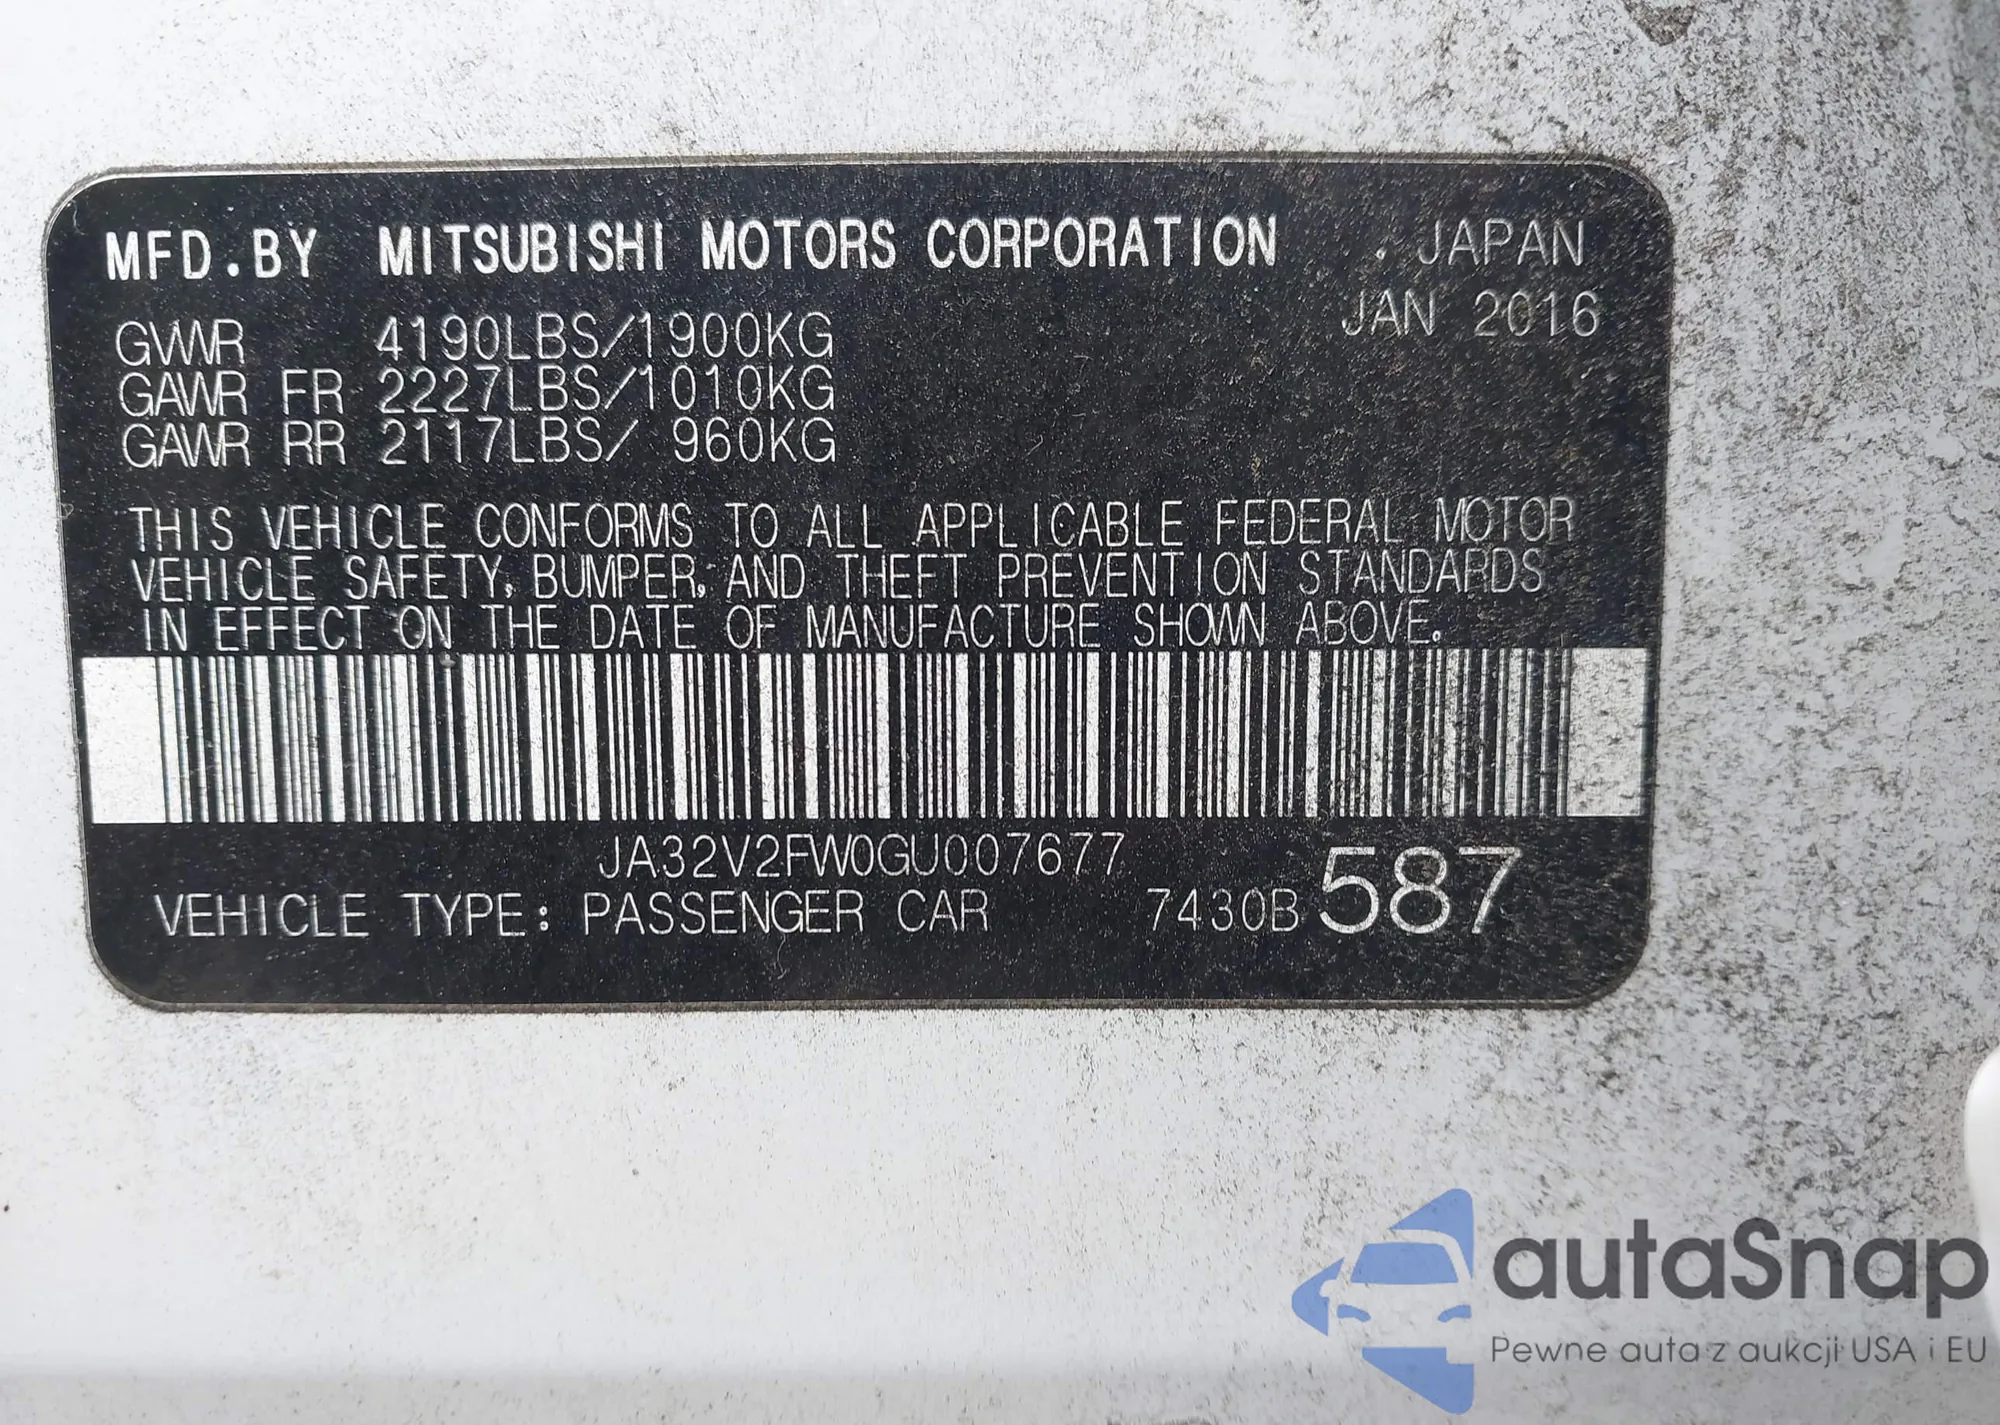 MFD.BY MITSUBISHI MOTORS CORPORATION JAPAN
JAN 2016
GVWR 4190LBS/1900KG
GAWR FR 2227LBS/1010KG
GAWR RR 2117LBS/ 960KG
THIS VEHICLE CONFORMS TO ALL APPLICABLE FEDERAL MOTOR
VEHICLE SAFETY, BUMPER, AND THEFT PREVENTION STANDARDS
IN EFFECT ON THE DATE OF MANUFACTURE SHOWN ABOVE.
JA32V2FW0GU007677
VEHICLE TYPE: PASSENGER CAR 7430B 587
autaSnap
Pewne auta z aukcji USA i EU